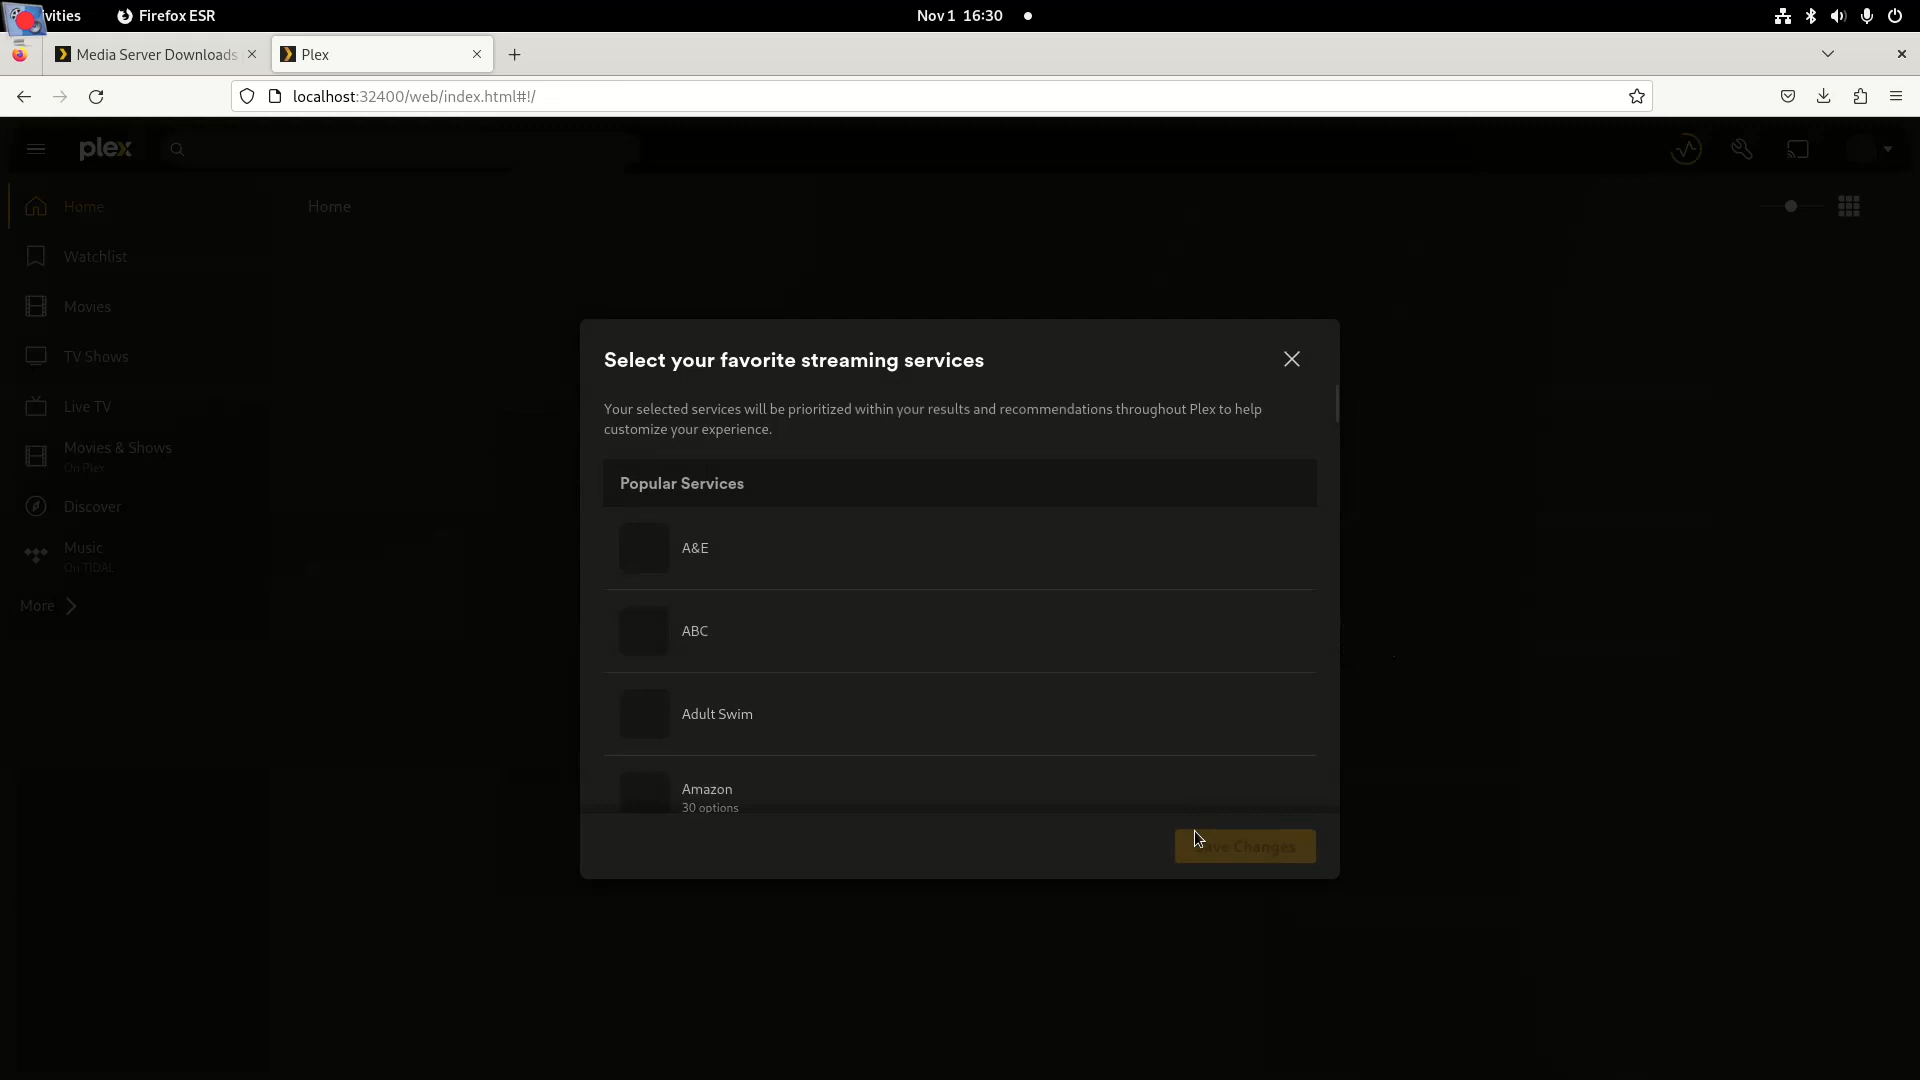 vities
Firefox ESR
Nov 1 16:30
Media Server Downloads
Plex
localhost:32400/web/index.html#!/
plex
Home
Home
Watchlist
Movies
TV Shows
Live TV
Movies & Shows
On Plex
Discover
Music
On TIDAL
More
Select your favorite streaming services
Your selected services will be prioritized within your results and recommendations throughout Plex to help
customize your experience.
Popular Services
A&E
ABC
Adult Swim
Amazon
30 options
Save Changes